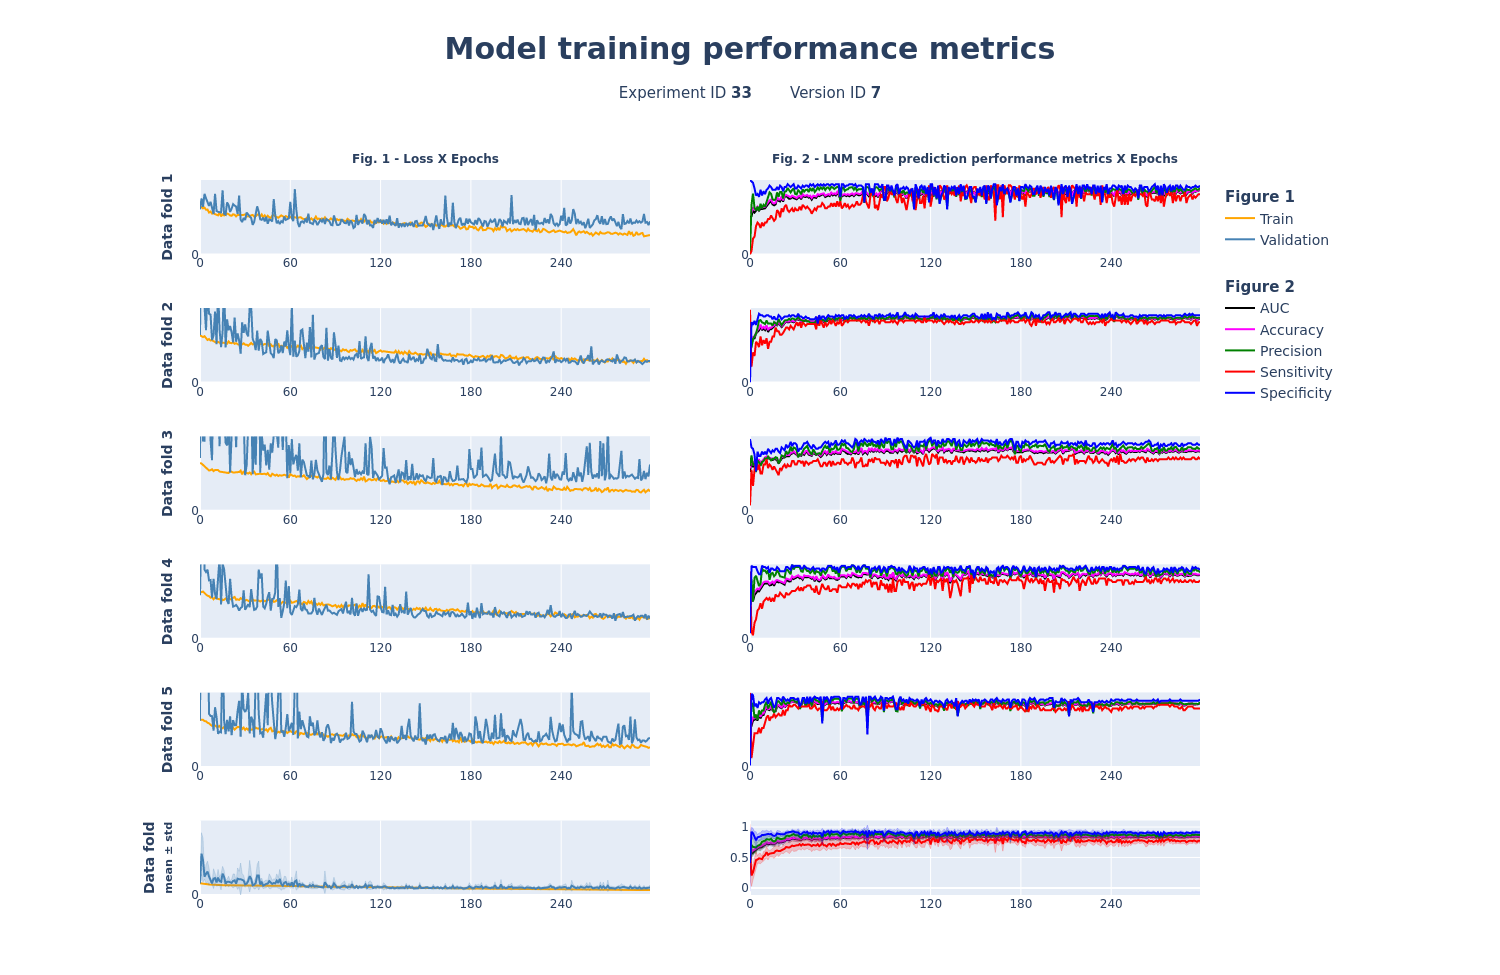 Model training performance metrics
Experiment ID 33 Version ID 7
Fig. 1 - Loss X Epochs
Fig. 2 - LNM score prediction performance metrics X Epochs
Data fold 1
0
0 60 120 180 240
0
0 60 120 180 240
Figure 1
Train
Validation
Figure 2
AUC
Accuracy
Precision
Sensitivity
Specificity
Data fold 2
0
0 60 120 180 240
0
0 60 120 180 240
Data fold 3
0
0 60 120 180 240
0
0 60 120 180 240
Data fold 4
0
0 60 120 180 240
0
0 60 120 180 240
Data fold 5
0
0 60 120 180 240
0
0 60 120 180 240
Data fold
mean ± std
0
0 60 120 180 240
1
0.5
0
0 60 120 180 240